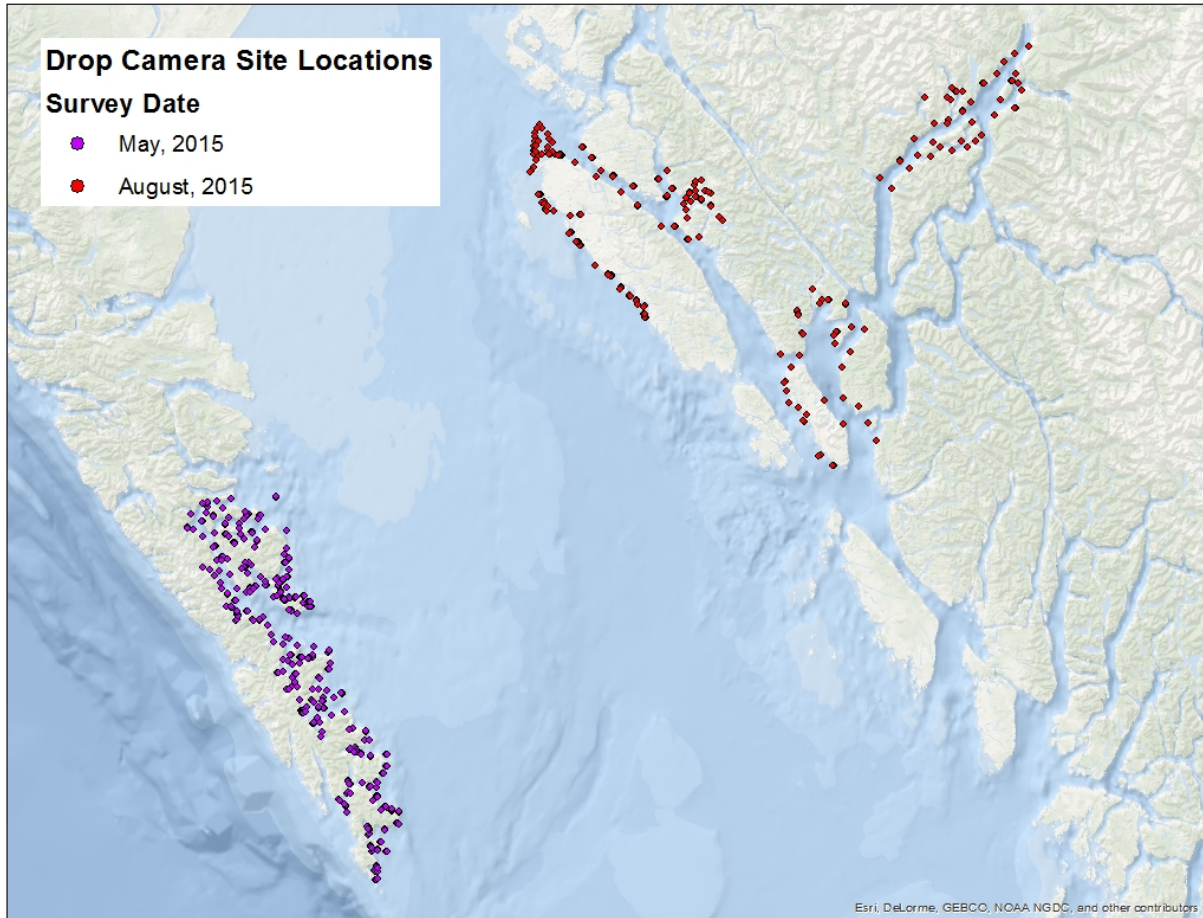 Drop Camera Site Locations
Survey Date
May, 2015
August, 2015
Esri, DeLorme, GEBCO, NOAA NGDC, and other contributors